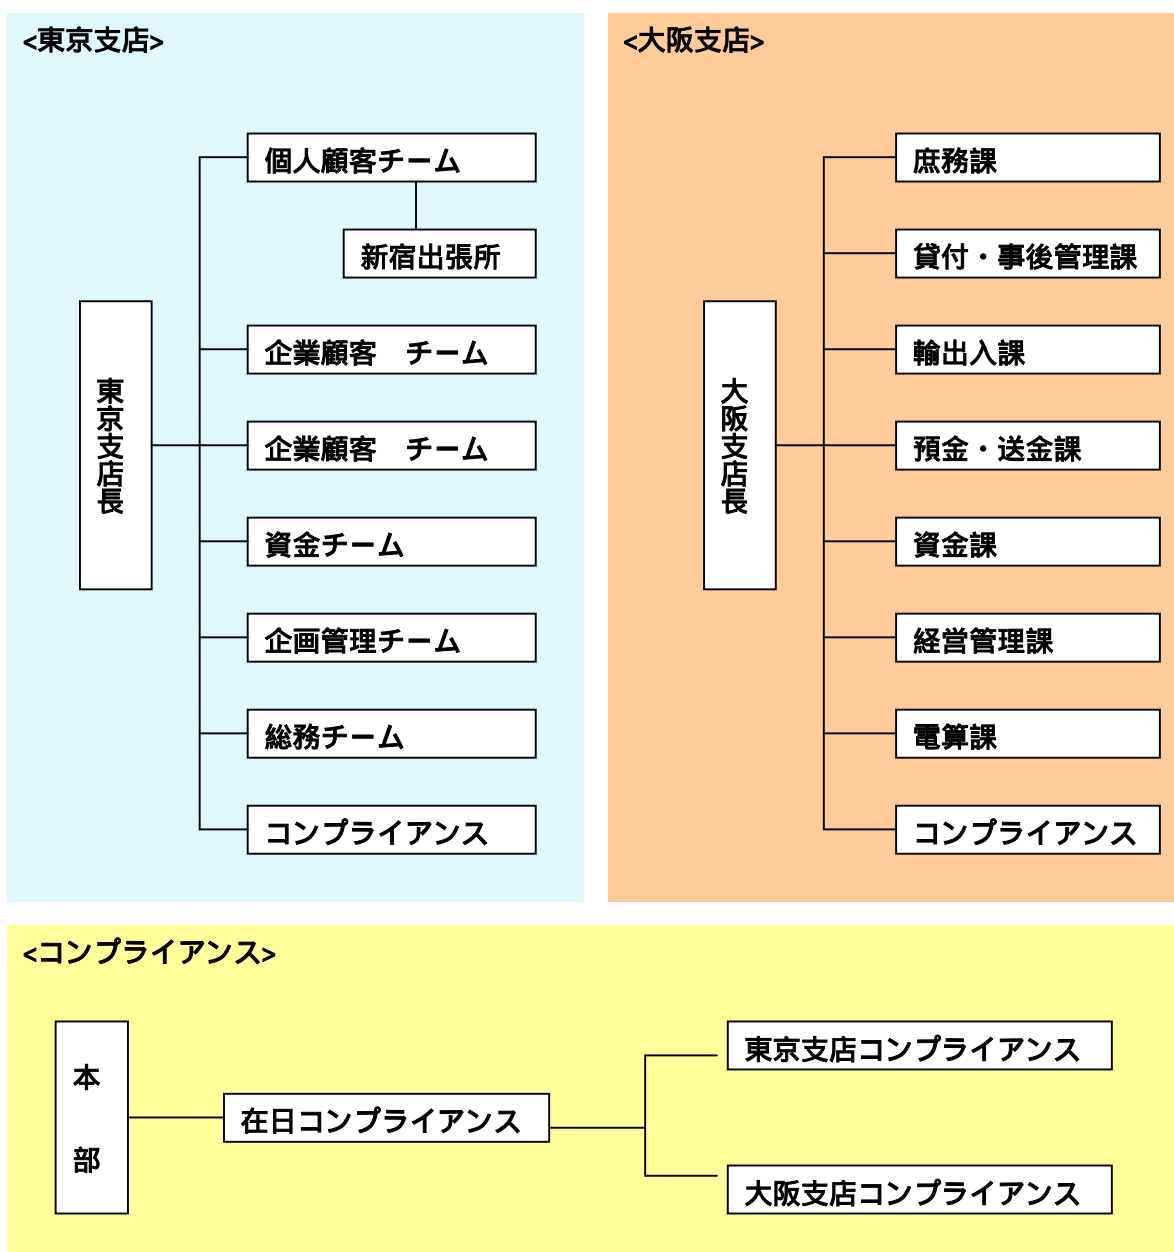 <東京支店>
個人顧客チーム
新宿出張所
企業顧客　チーム
企業顧客　チーム
資金チーム
企画管理チーム
総務チーム
コンプライアンス
東京支店長
<大阪支店>
庶務課
貸付・事後管理課
輸出入課
預金・送金課
資金課
経営管理課
電算課
コンプライアンス
大阪支店長
<コンプライアンス>
本部
在日コンプライアンス
東京支店コンプライアンス
大阪支店コンプライアンス